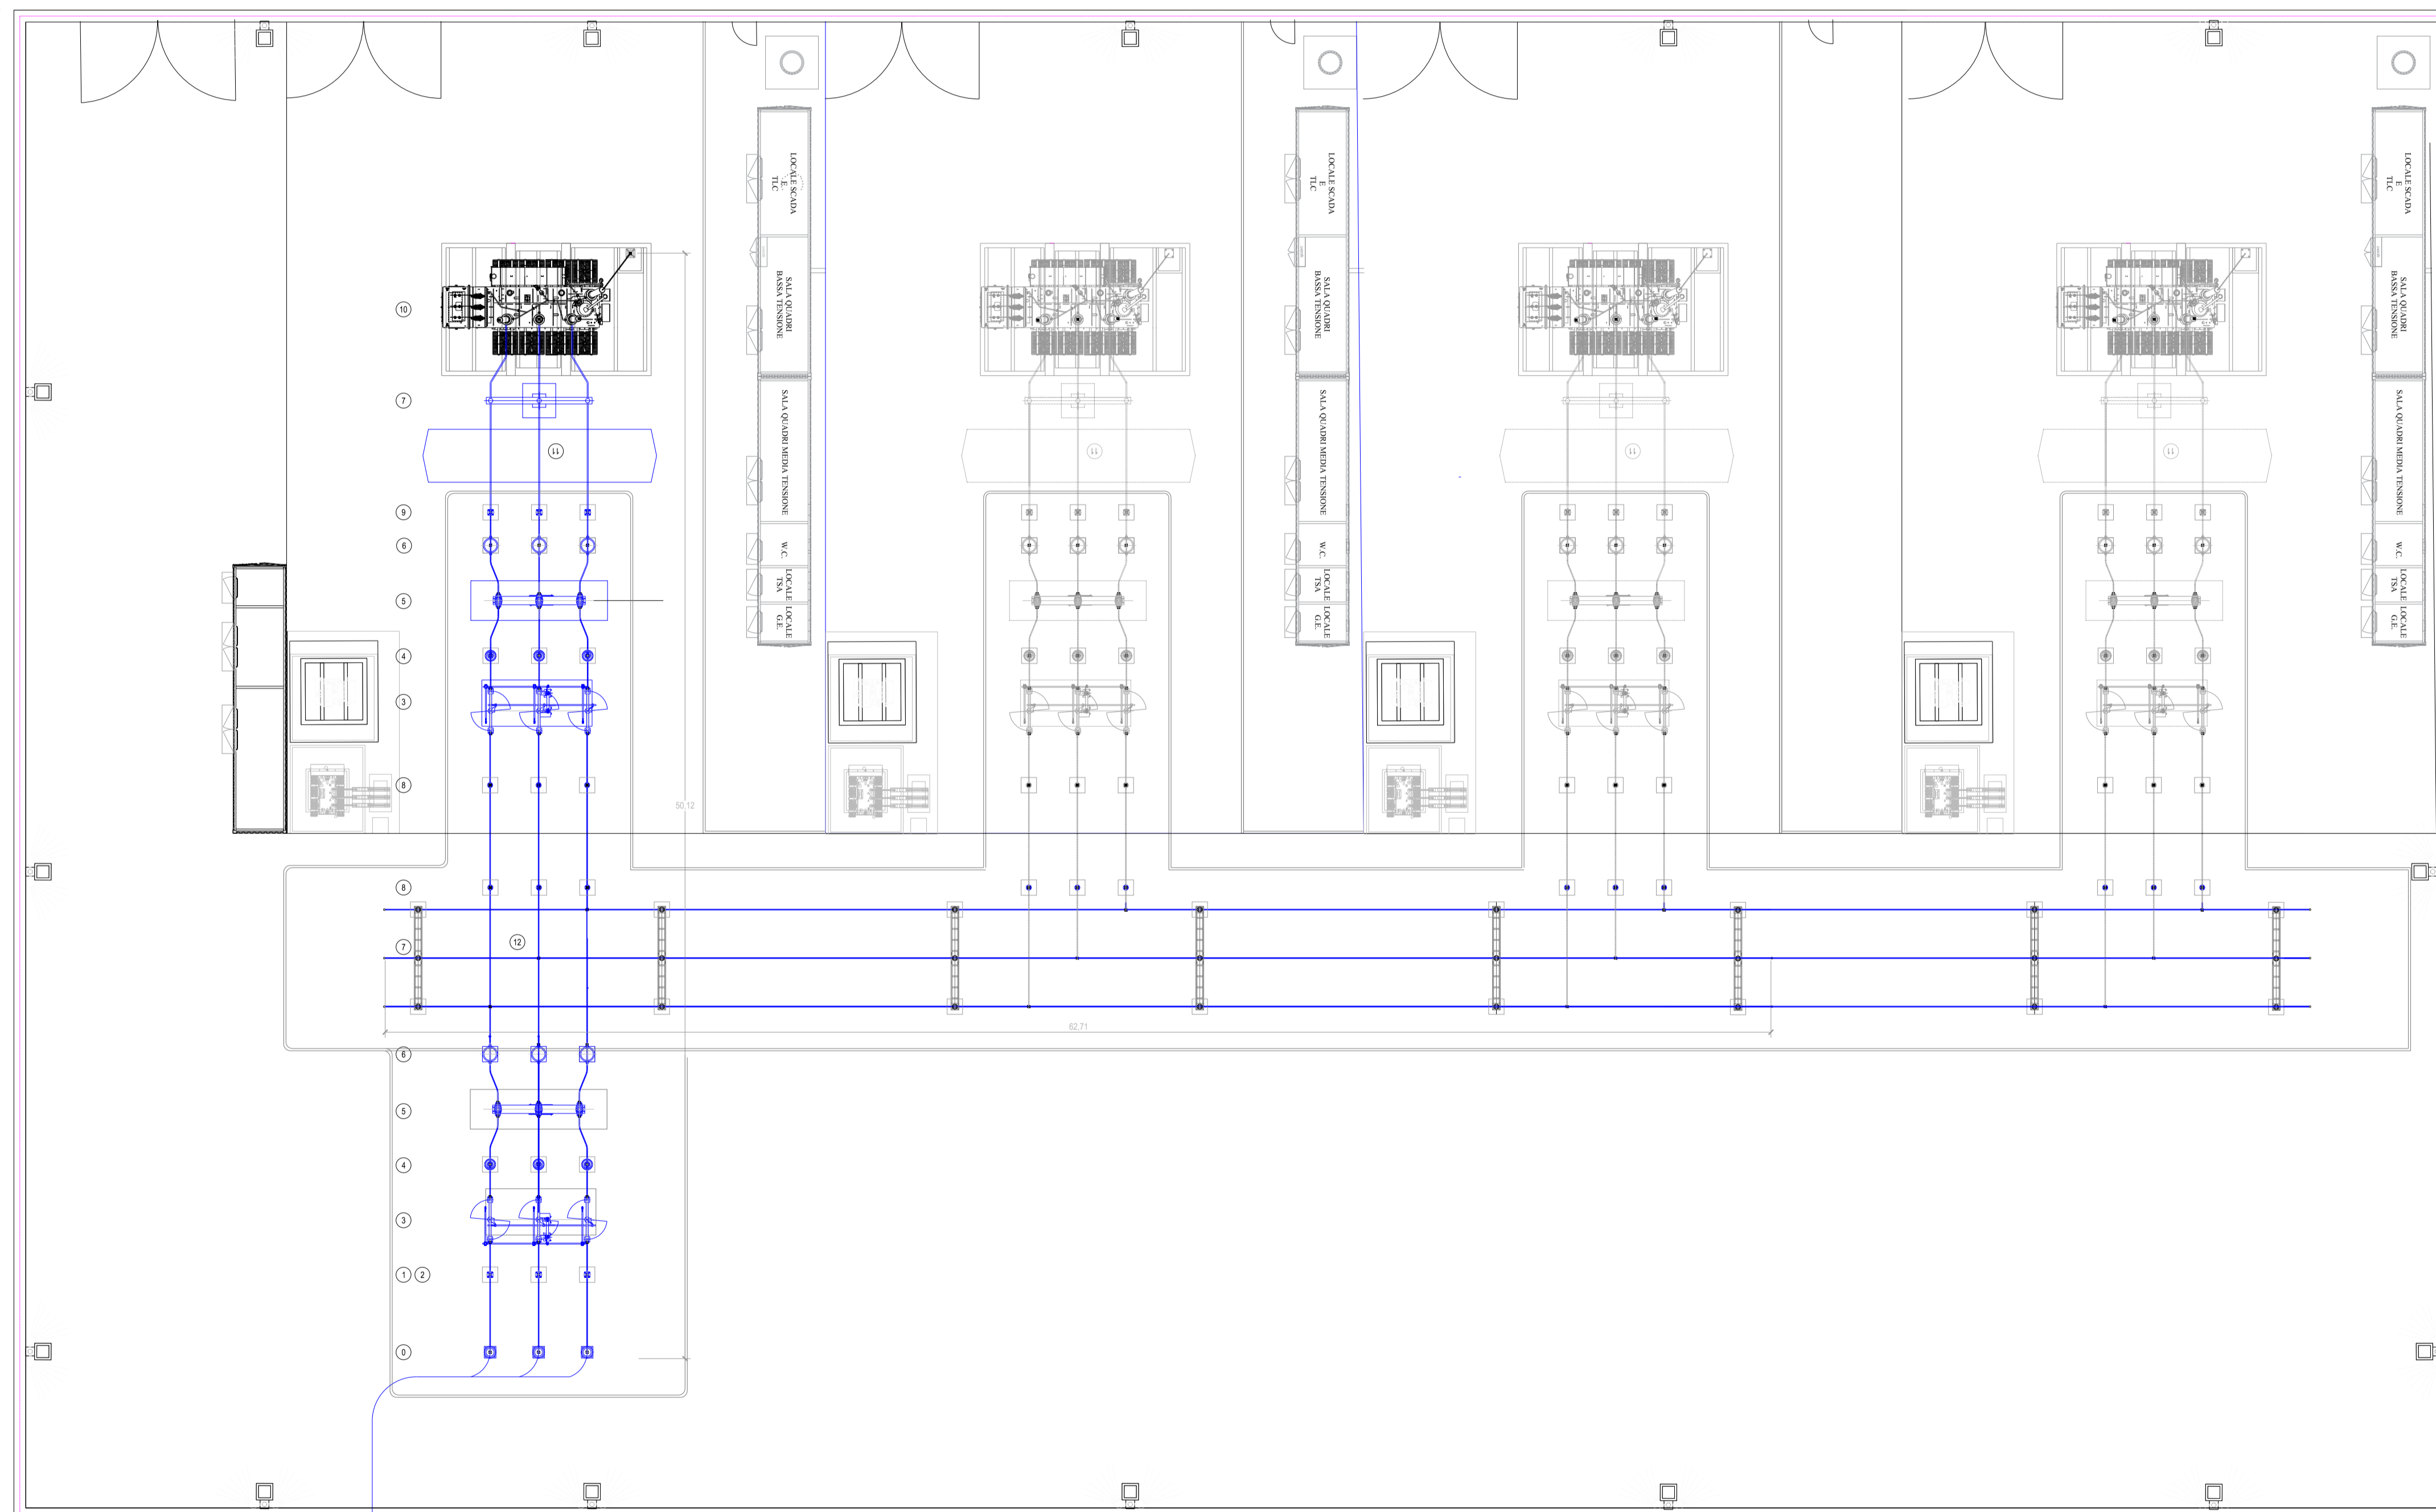 LOCALE SCADA
E
TLC
SALA QUADRI
BASSA TENSIONE
SALA QUADRI MEDIA TENSIONE
W.C.
LOCALE
TSA
LOCALE
G.E.
LOCALE SCADA
E
TLC
SALA QUADRI
BASSA TENSIONE
SALA QUADRI MEDIA TENSIONE
W.C.
LOCALE
TSA
LOCALE
G.E.
LOCALE SCADA
E
TLC
SALA QUADRI
BASSA TENSIONE
SALA QUADRI MEDIA TENSIONE
W.C.
LOCALE
TSA
LOCALE
G.E.
10
7
11
11
11
11
9
6
5
4
3
8
50,12
8
7
12
62,71
6
5
4
3
1 2
0